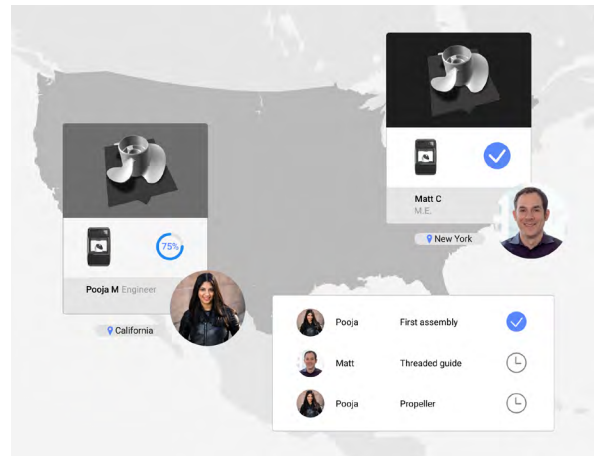 Matt C
M.E.
New York
75%
Pooja M Engineer
California
Pooja First assembly
Matt Threaded guide
Pooja Propeller